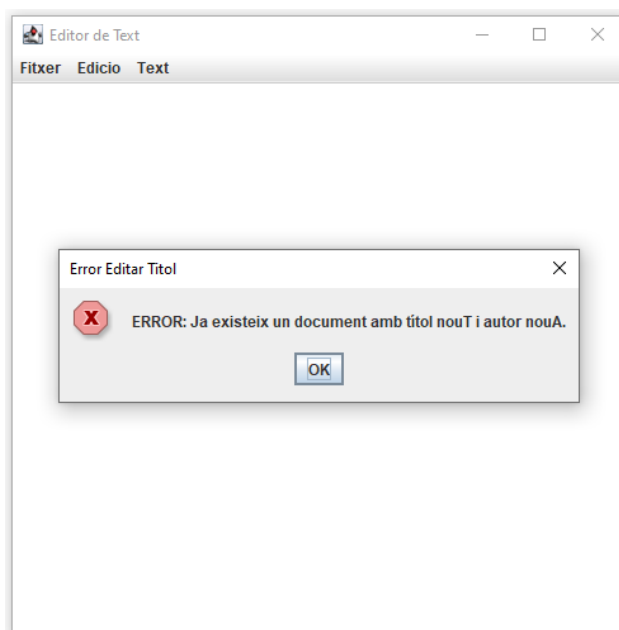 Editor de Text
Fitxer Edicio Text
Error Editar Titol
ERROR: Ja existeix un document amb títol nouT i autor nouA.
OK